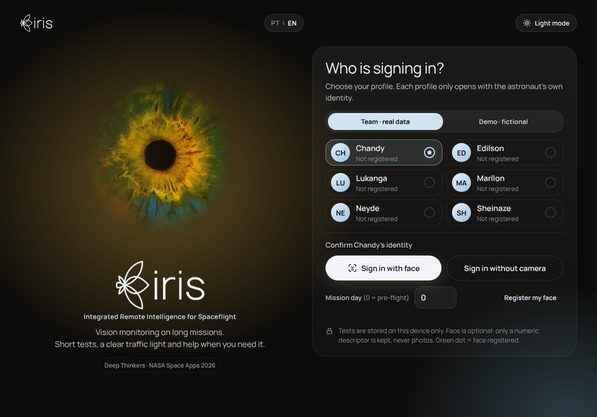 iris
PT | EN
Light mode
iris
Integrated Remote Intelligence for Spaceflight
Vision monitoring on long missions.
Short tests, a clear traffic light and help when you need it.
Deep Thinkers · NASA Space Apps 2026
Who is signing in?
Choose your profile. Each profile only opens with the astronaut's own
identity.
Team · real data
Demo · fictional
CH
Chandy
Not registered
ED
Edilson
Not registered
LU
Lukanga
Not registered
MA
Marllon
Not registered
NE
Neyde
Not registered
SH
Sheinaze
Not registered
Confirm Chandy's identity
Sign in with face
Sign in without camera
Mission day (0 = pre-flight)
0
Register my face
Tests are stored on this device only. Face is optional: only a numeric
descriptor is kept, never photos. Green dot = face registered.